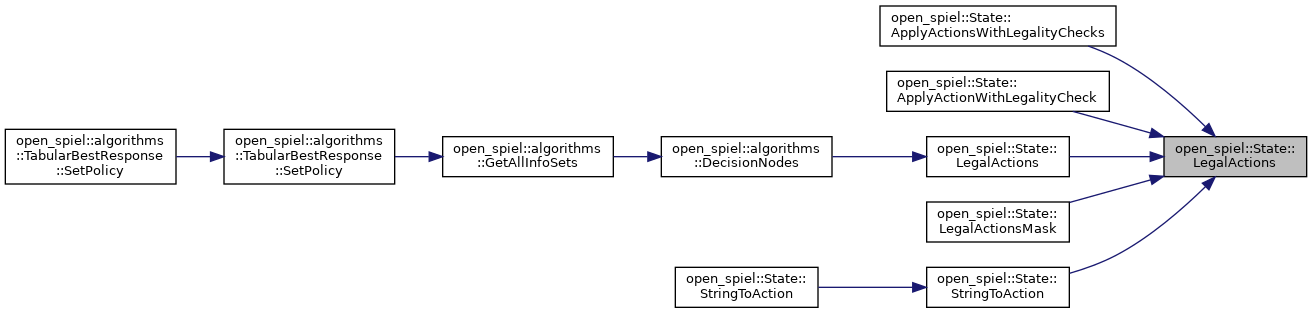 open_spiel::State::
ApplyActionsWithLegalityChecks
open_spiel::State::
ApplyActionWithLegalityCheck
open_spiel::algorithms
::TabularBestResponse
::SetPolicy
open_spiel::algorithms
::TabularBestResponse
::SetPolicy
open_spiel::algorithms
::GetAllInfoSets
open_spiel::algorithms
::DecisionNodes
open_spiel::State::
LegalActions
open_spiel::State::
LegalActions
open_spiel::State::
LegalActionsMask
open_spiel::State::
StringToAction
open_spiel::State::
StringToAction